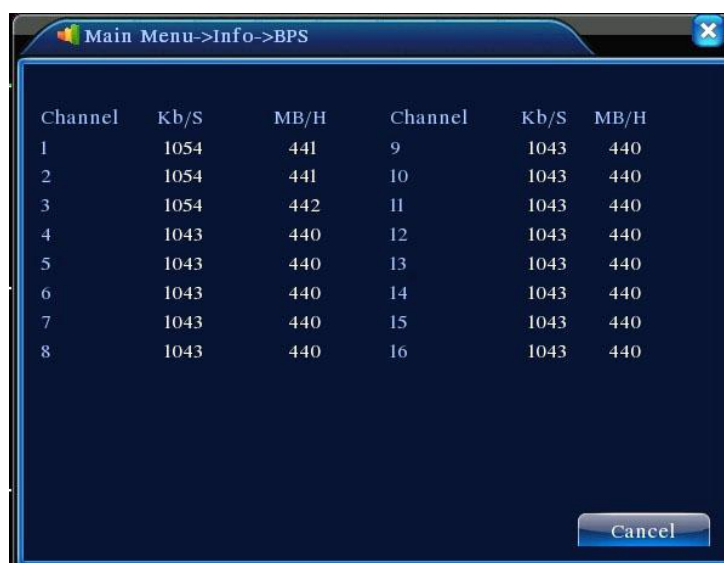 Main Menu->Info->BPS
Channel Kb/S MB/H Channel Kb/S MB/H
1 1054 441 9 1043 440
2 1054 441 10 1043 440
3 1054 442 11 1043 440
4 1043 440 12 1043 440
5 1043 440 13 1043 440
6 1043 440 14 1043 440
7 1043 440 15 1043 440
8 1043 440 16 1043 440
Cancel